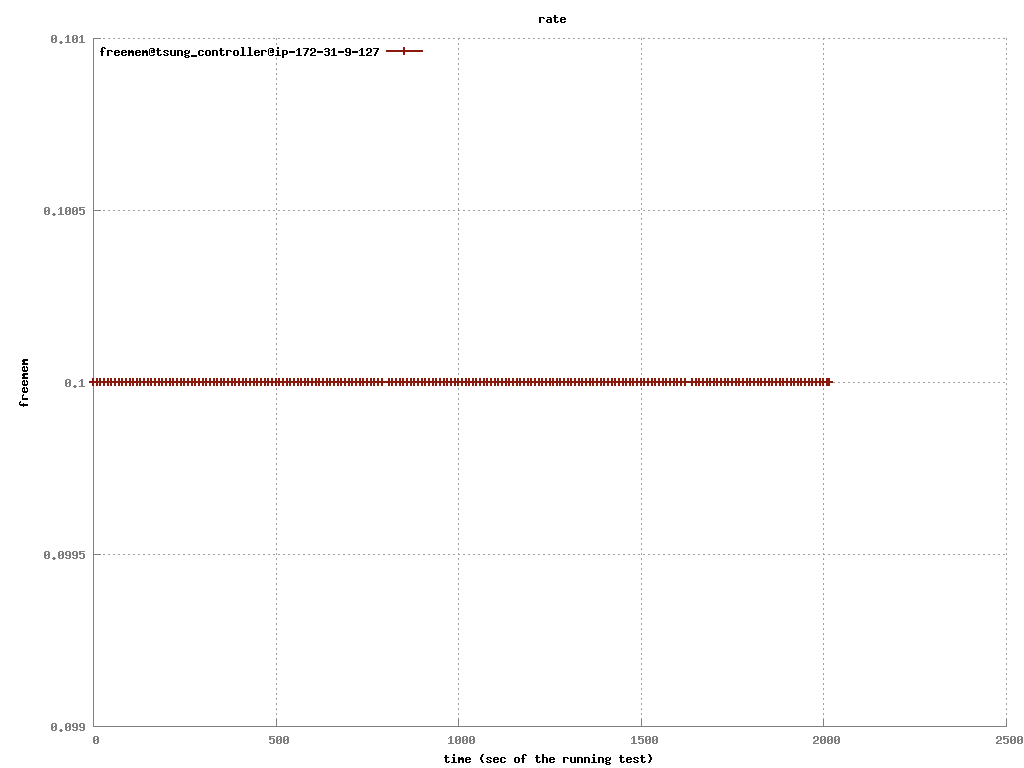 rate
0.101
freemem@tsung_controller@ip-172-31-9-127
0.1005
freemem
0.1
0.0995
0.099
0 500 1000 1500 2000 2500
time (sec of the running test)